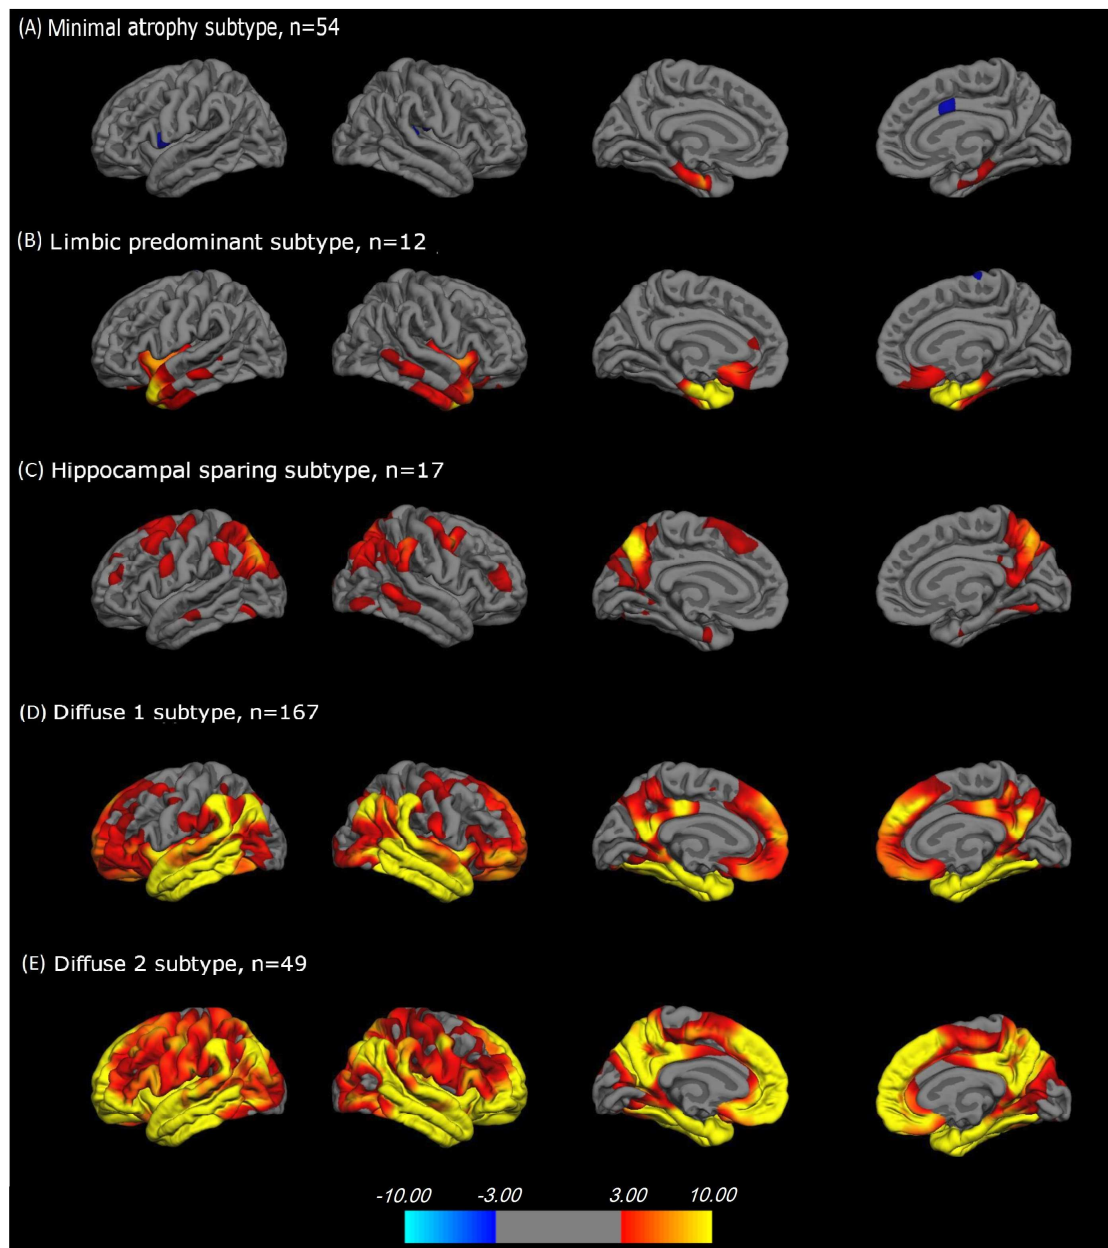 (A) Minimal atrophy subtype, n=54
(B) Limbic predominant subtype, n=12
(C) Hippocampal sparing subtype, n=17
(D) Diffuse 1 subtype, n=167
(E) Diffuse 2 subtype, n=49
-10.00 -3.00 3.00 10.00